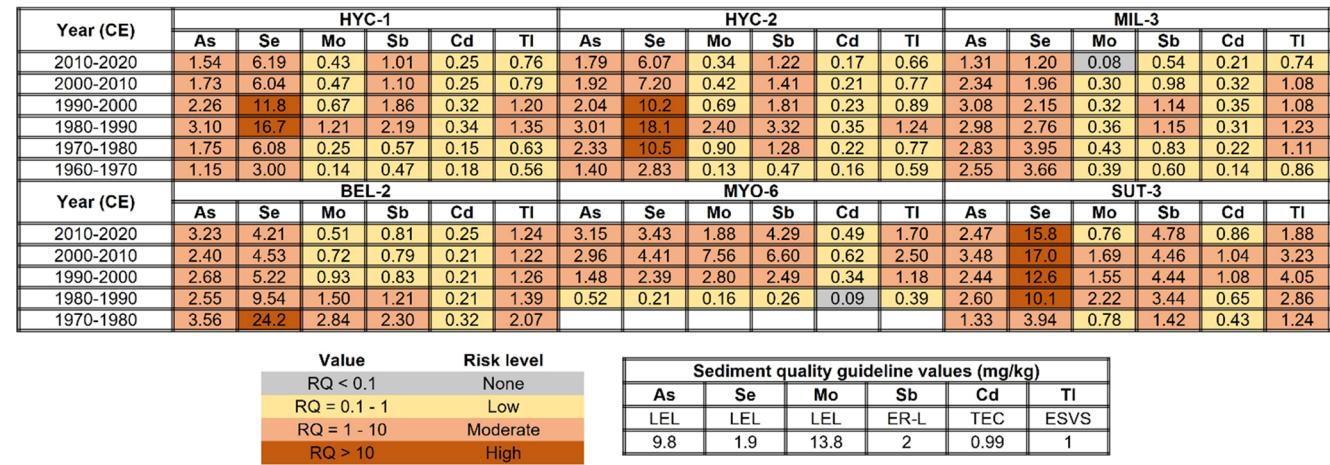 Year (CE) HYC-1 HYC-2 MIL-3
As Se Mo Sb Cd Tl As Se Mo Sb Cd Tl As Se Mo Sb Cd Tl
2010-2020 1.54 6.19 0.43 1.01 0.25 0.76 1.79 6.07 0.34 1.22 0.17 0.66 1.31 1.20 0.08 0.54 0.21 0.74
2000-2010 1.73 6.04 0.47 1.10 0.25 0.79 1.92 7.20 0.42 1.41 0.21 0.77 2.34 1.96 0.30 0.98 0.32 1.08
1990-2000 2.26 11.8 0.67 1.86 0.32 1.20 2.04 10.2 0.69 1.81 0.23 0.89 3.08 2.15 0.32 1.14 0.35 1.08
1980-1990 3.10 16.7 1.21 2.19 0.34 1.35 3.01 18.1 2.40 3.32 0.35 1.24 2.98 2.76 0.36 1.15 0.31 1.23
1970-1980 1.75 6.08 0.25 0.57 0.15 0.63 2.33 10.5 0.90 1.28 0.22 0.77 2.83 3.95 0.43 0.83 0.22 1.11
1960-1970 1.15 3.00 0.14 0.47 0.18 0.56 1.40 2.83 0.13 0.47 0.16 0.59 2.55 3.66 0.39 0.60 0.14 0.86
Year (CE) BEL-2 MYO-6 SUT-3
As Se Mo Sb Cd Tl As Se Mo Sb Cd Tl As Se Mo Sb Cd Tl
2010-2020 3.23 4.21 0.51 0.81 0.25 1.24 3.15 3.43 1.88 4.29 0.49 1.70 2.47 15.8 0.76 4.78 0.86 1.88
2000-2010 2.40 4.53 0.72 0.79 0.21 1.22 2.96 4.41 7.56 6.60 0.62 2.50 3.48 17.0 1.69 4.46 1.04 3.23
1990-2000 2.68 5.22 0.93 0.83 0.21 1.26 1.48 2.39 2.80 2.49 0.34 1.18 2.44 12.6 1.55 4.44 1.08 4.05
1980-1990 2.55 9.54 1.50 1.21 0.21 1.39 0.52 0.21 0.16 0.26 0.09 0.39 2.60 10.1 2.22 3.44 0.65 2.86
1970-1980 3.56 24.2 2.84 2.30 0.32 2.07 1.33 3.94 0.78 1.42 0.43 1.24
Value Risk level
RQ < 0.1 None
RQ = 0.1 - 1 Low
RQ = 1 - 10 Moderate
RQ > 10 High
Sediment quality guideline values (mg/kg)
As Se Mo Sb Cd Tl
LEL LEL LEL ER-L TEC ESVS
9.8 1.9 13.8 2 0.99 1